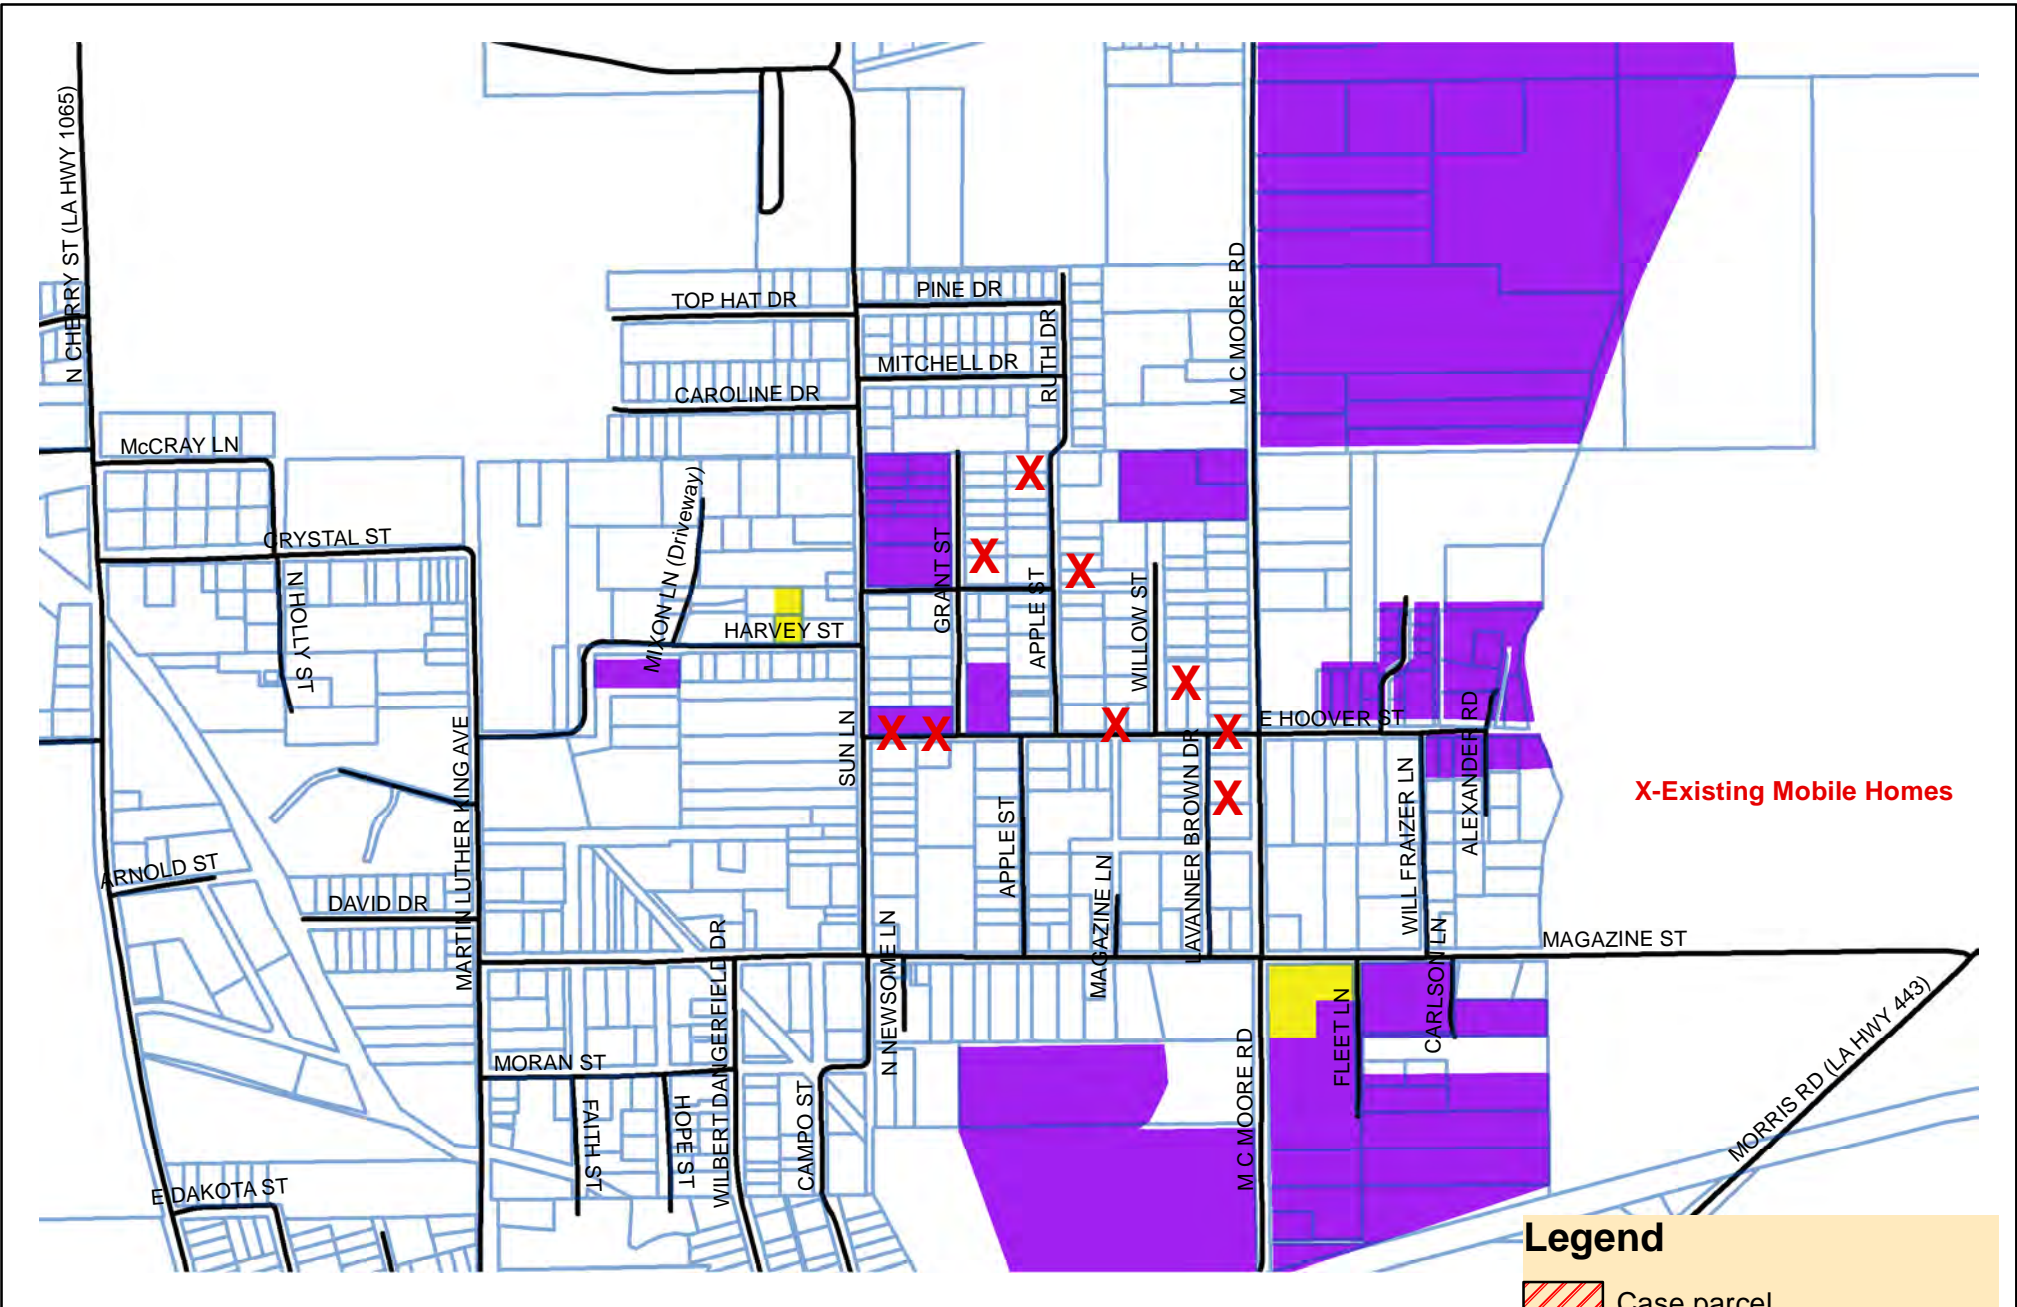 N CHERRY ST (LA HWY 1065)
TOP HAT DR
PINE DR
M C MOORE RD
RUTH DR
MITCHELL DR
CAROLINE DR
McCRAY LN
X
MIXON LN (Driveway)
CRYSTAL ST
GRANT ST
X
X
APPLE ST
WILLOW ST
N HOLLY ST
HARVEY ST
X
SUN LN
X
X
X
X
E HOOVER ST
ALEXANDER RD
MARTIN LUTHER KING AVE
LAVANNER BROWN DR
WILL FRAIZER LN
X
X-Existing Mobile Homes
APPLE ST
ARNOLD ST
MAGAZINE LN
DAVID DR
N NEWSOME LN
WILBERT DANGERFIELD DR
CARLSON LN
MAGAZINE ST
FLEET LN
M C MOORE RD
MORRIS RD (LA HWY 443)
MORAN ST
FAITH ST
HOPE ST
CAMPO ST
E DAKOTA ST
Legend
Case parcel